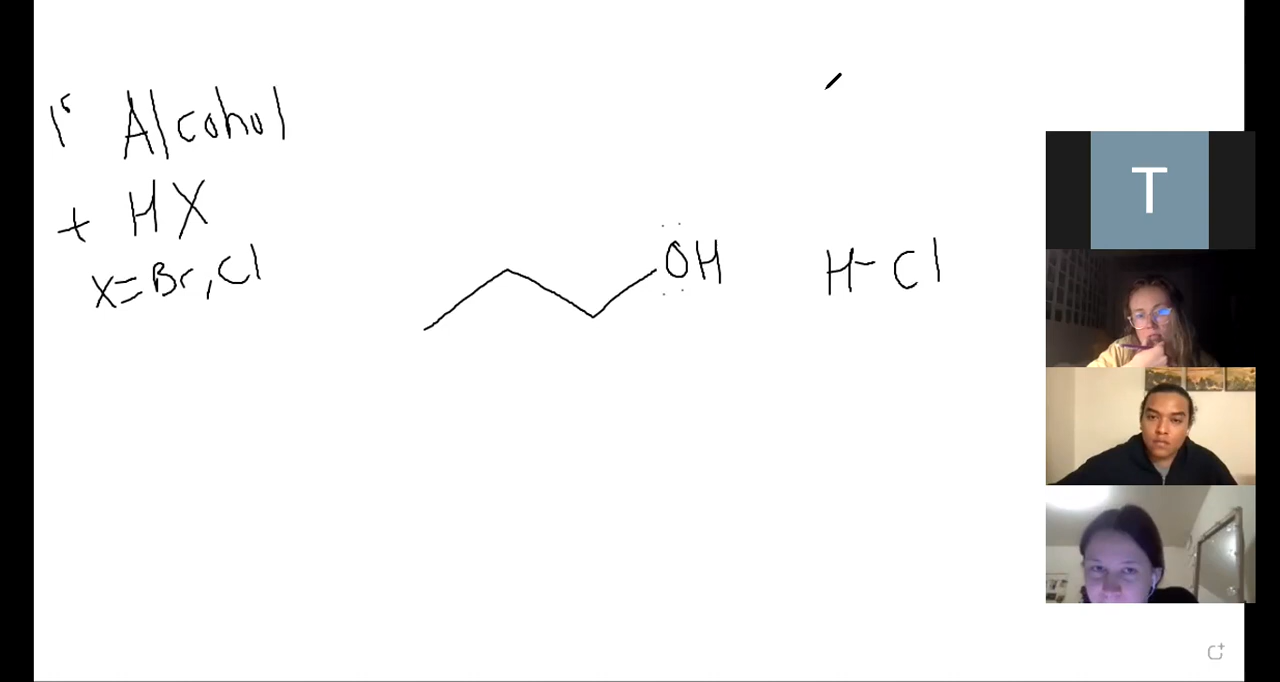 1° Alcohol
+ HX
X=Br, Cl
OH H-Cl
T